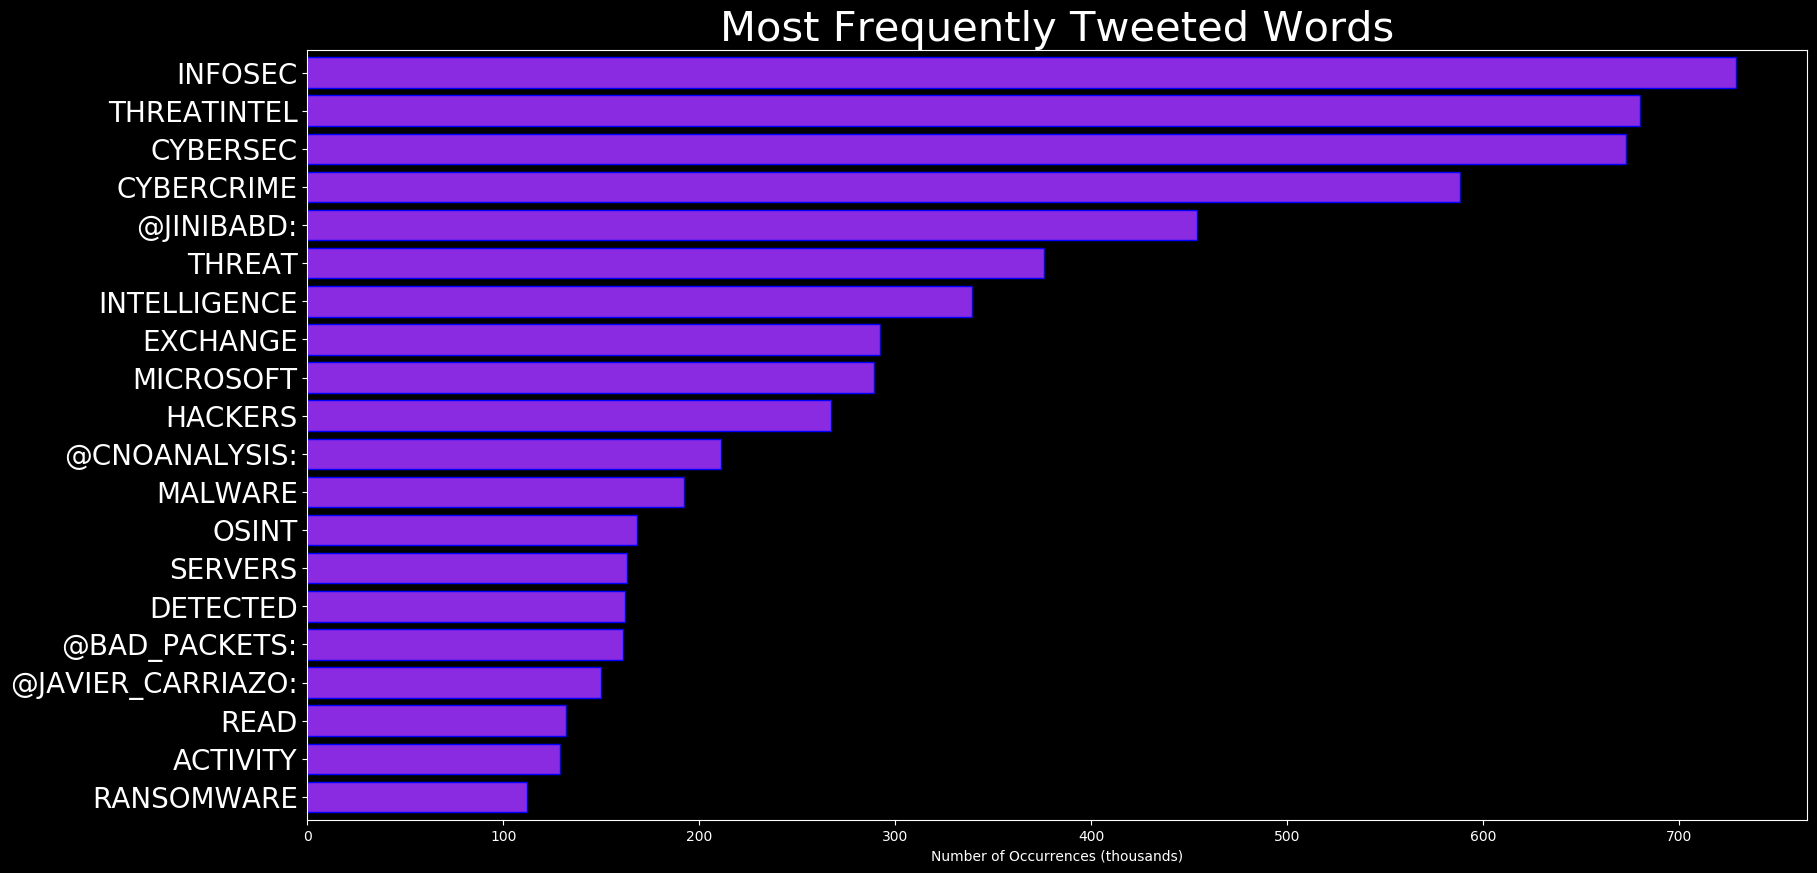 Most Frequently Tweeted Words
INFOSEC
THREATINTEL
CYBERSEC
CYBERCRIME
@JINIBABD:
THREAT
INTELLIGENCE
EXCHANGE
MICROSOFT
HACKERS
@CNOANALYSIS:
MALWARE
OSINT
SERVERS
DETECTED
@BAD_PACKETS:
@JAVIER_CARRIAZO:
READ
ACTIVITY
RANSOMWARE
0 100 200 300 400 500 600 700
Number of Occurrences (thousands)